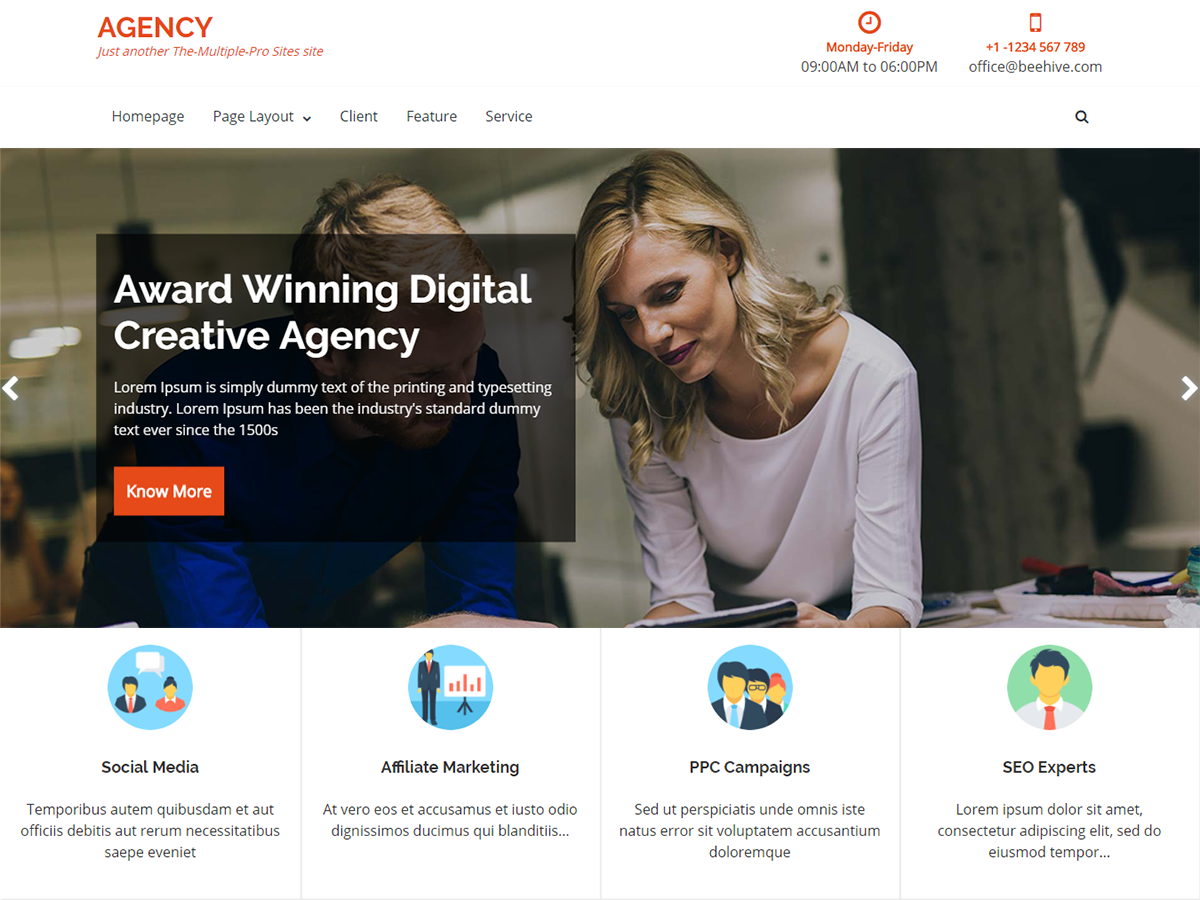 AGENCY
Just another The-Multiple-Pro Sites site
Monday-Friday
09:00AM to 06:00PM
+1 -1234 567 789
office@beehive.com
Homepage
Page Layout
Client
Feature
Service
Award Winning Digital
Creative Agency
Lorem Ipsum is simply dummy text of the printing and typesetting
industry. Lorem Ipsum has been the industry's standard dummy
text ever since the 1500s
Know More
Social Media
Temporibus autem quibusdam et aut
officiis debitis aut rerum necessitatibus
saepe eveniet
Affiliate Marketing
At vero eos et accusamus et iusto odio
dignissimos ducimus qui blanditiis...
PPC Campaigns
Sed ut perspiciatis unde omnis iste
natus error sit voluptatem accusantium
doloremque
SEO Experts
Lorem ipsum dolor sit amet,
consectetur adipiscing elit, sed do
eiusmod tempor...